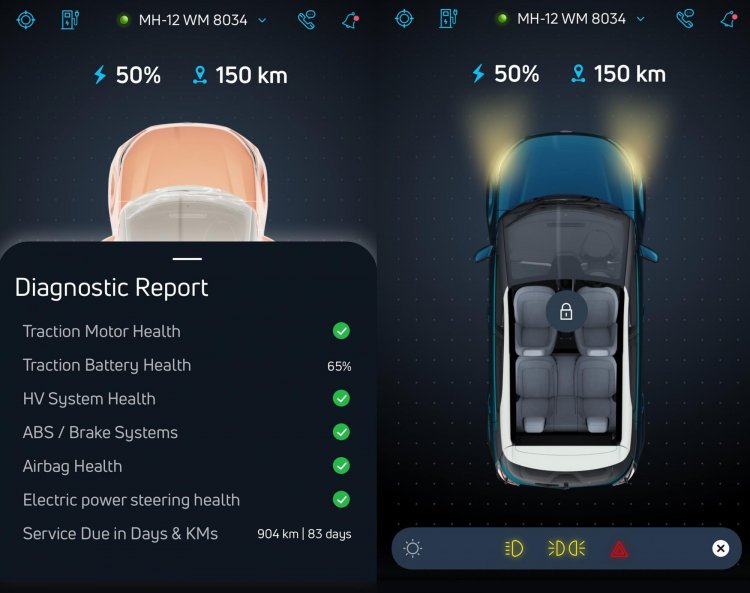 MH-12 WM 8034
50% 150 km
Diagnostic Report
Traction Motor Health
Traction Battery Health 65%
HV System Health
ABS / Brake Systems
Airbag Health
Electric power steering health
Service Due in Days & KMs 904 km | 83 days
MH-12 WM 8034
50% 150 km